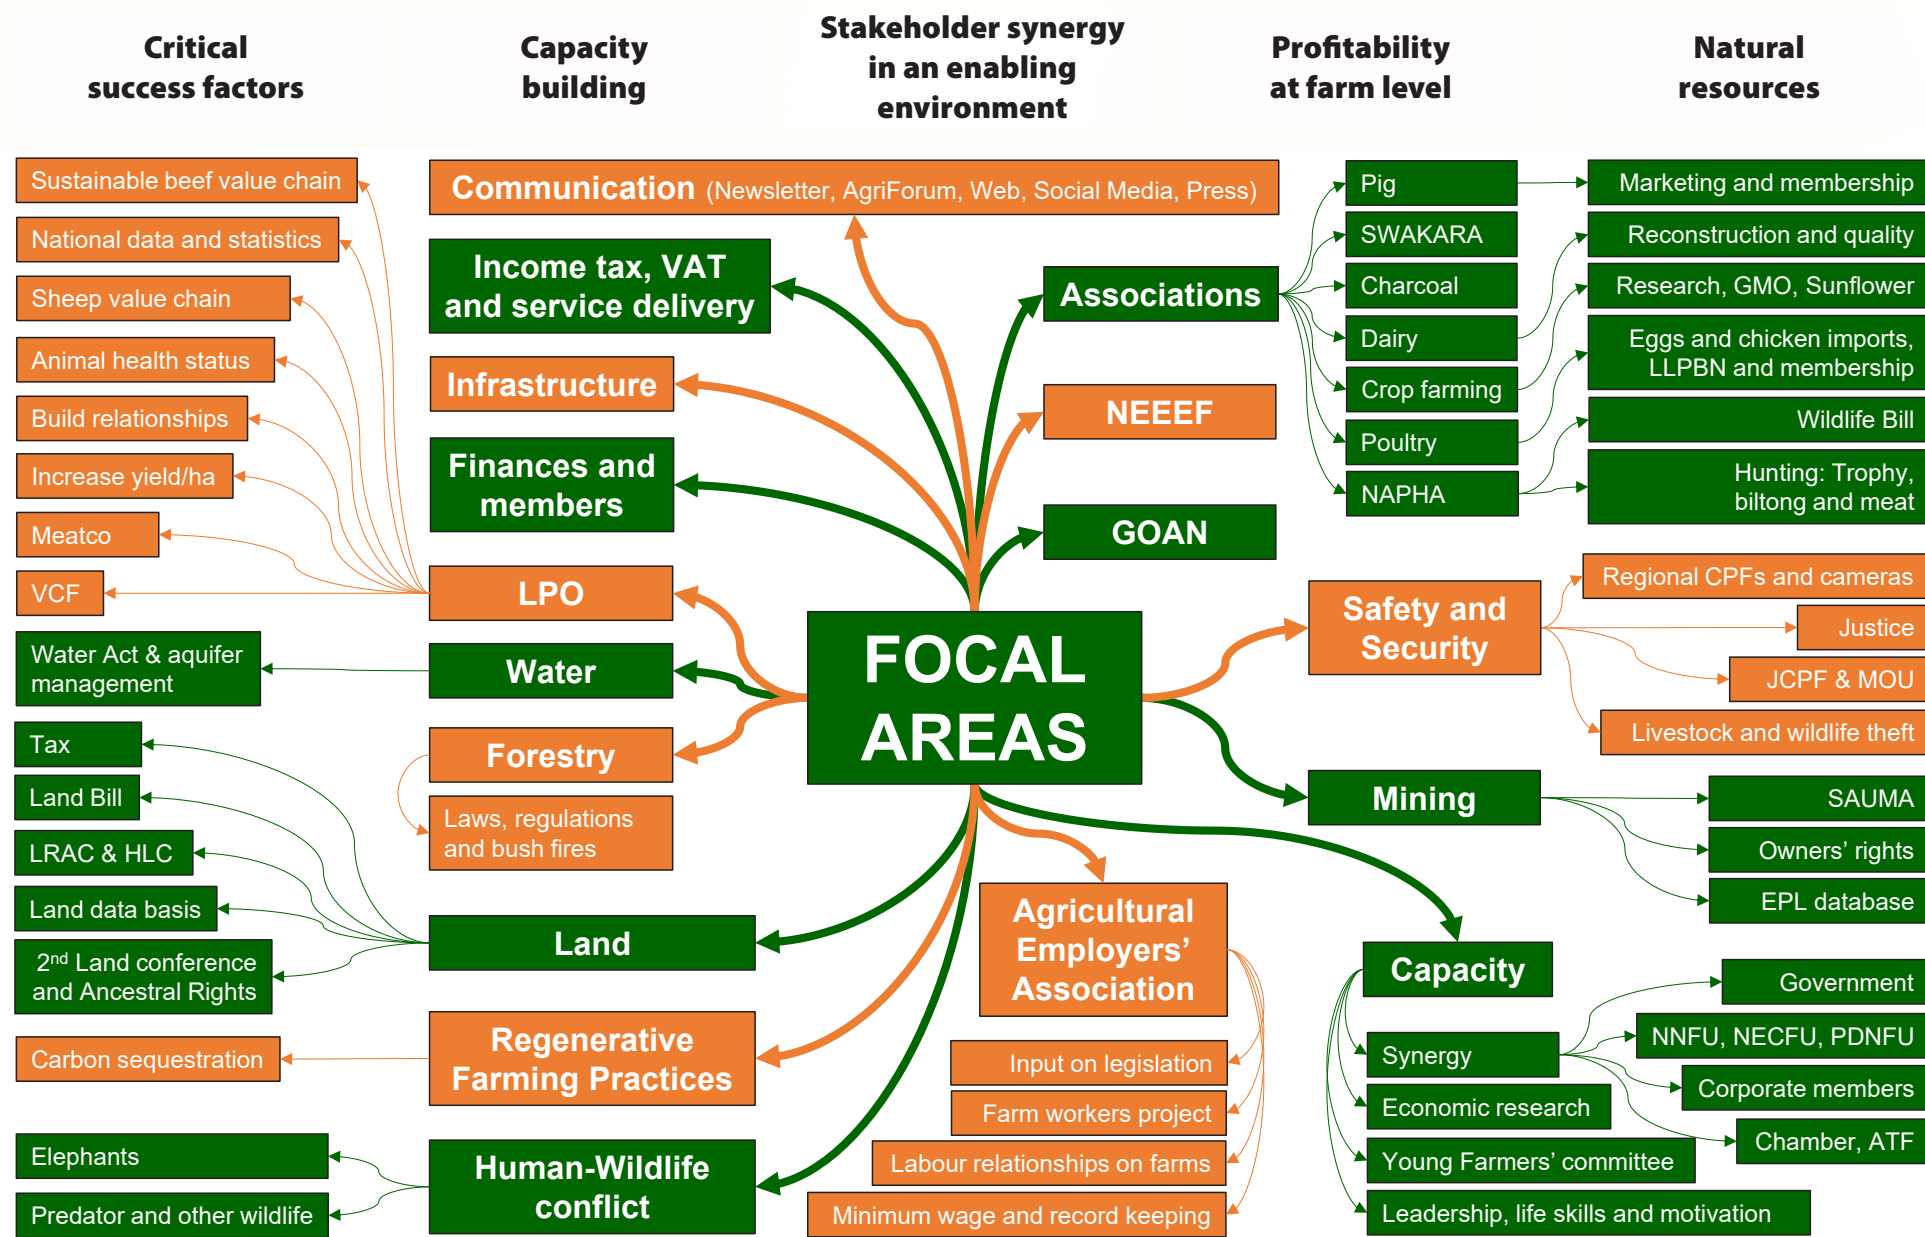 Critical
success factors
Capacity
building
Stakeholder synergy
in an enabling
environment
Profitability
at farm level
Natural
resources
Sustainable beef value chain
National data and statistics
Sheep value chain
Animal health status
Build relationships
Increase yield/ha
Meatco
VCF
Water Act & aquifer
management
Tax
Land Bill
LRAC & HLC
Land data basis
2nd Land conference
and Ancestral Rights
Carbon sequestration
Elephants
Predator and other wildlife
Communication (Newsletter, AgriForum, Web, Social Media, Press)
Income tax, VAT
and service delivery
Infrastructure
Finances and
members
LPO
Water
Forestry
Laws, regulations
and bush fires
Land
Regenerative
Farming Practices
Human-Wildlife
conflict
FOCAL
AREAS
Associations
NEEEF
GOAN
Agricultural
Employers’
Association
Input on legislation
Farm workers project
Labour relationships on farms
Minimum wage and record keeping
Pig
SWAKARA
Charcoal
Dairy
Crop farming
Poultry
NAPHA
Marketing and membership
Reconstruction and quality
Research, GMO, Sunflower
Eggs and chicken imports,
LLPBN and membership
Wildlife Bill
Hunting: Trophy,
biltong and meat
Safety and
Security
Regional CPFs and cameras
Justice
JCPF & MOU
Livestock and wildlife theft
Mining
SAUMA
Owners’ rights
EPL database
Capacity
Synergy
Economic research
Young Farmers’ committee
Leadership, life skills and motivation
Government
NNFU, NECFU, PDNFU
Corporate members
Chamber, ATF